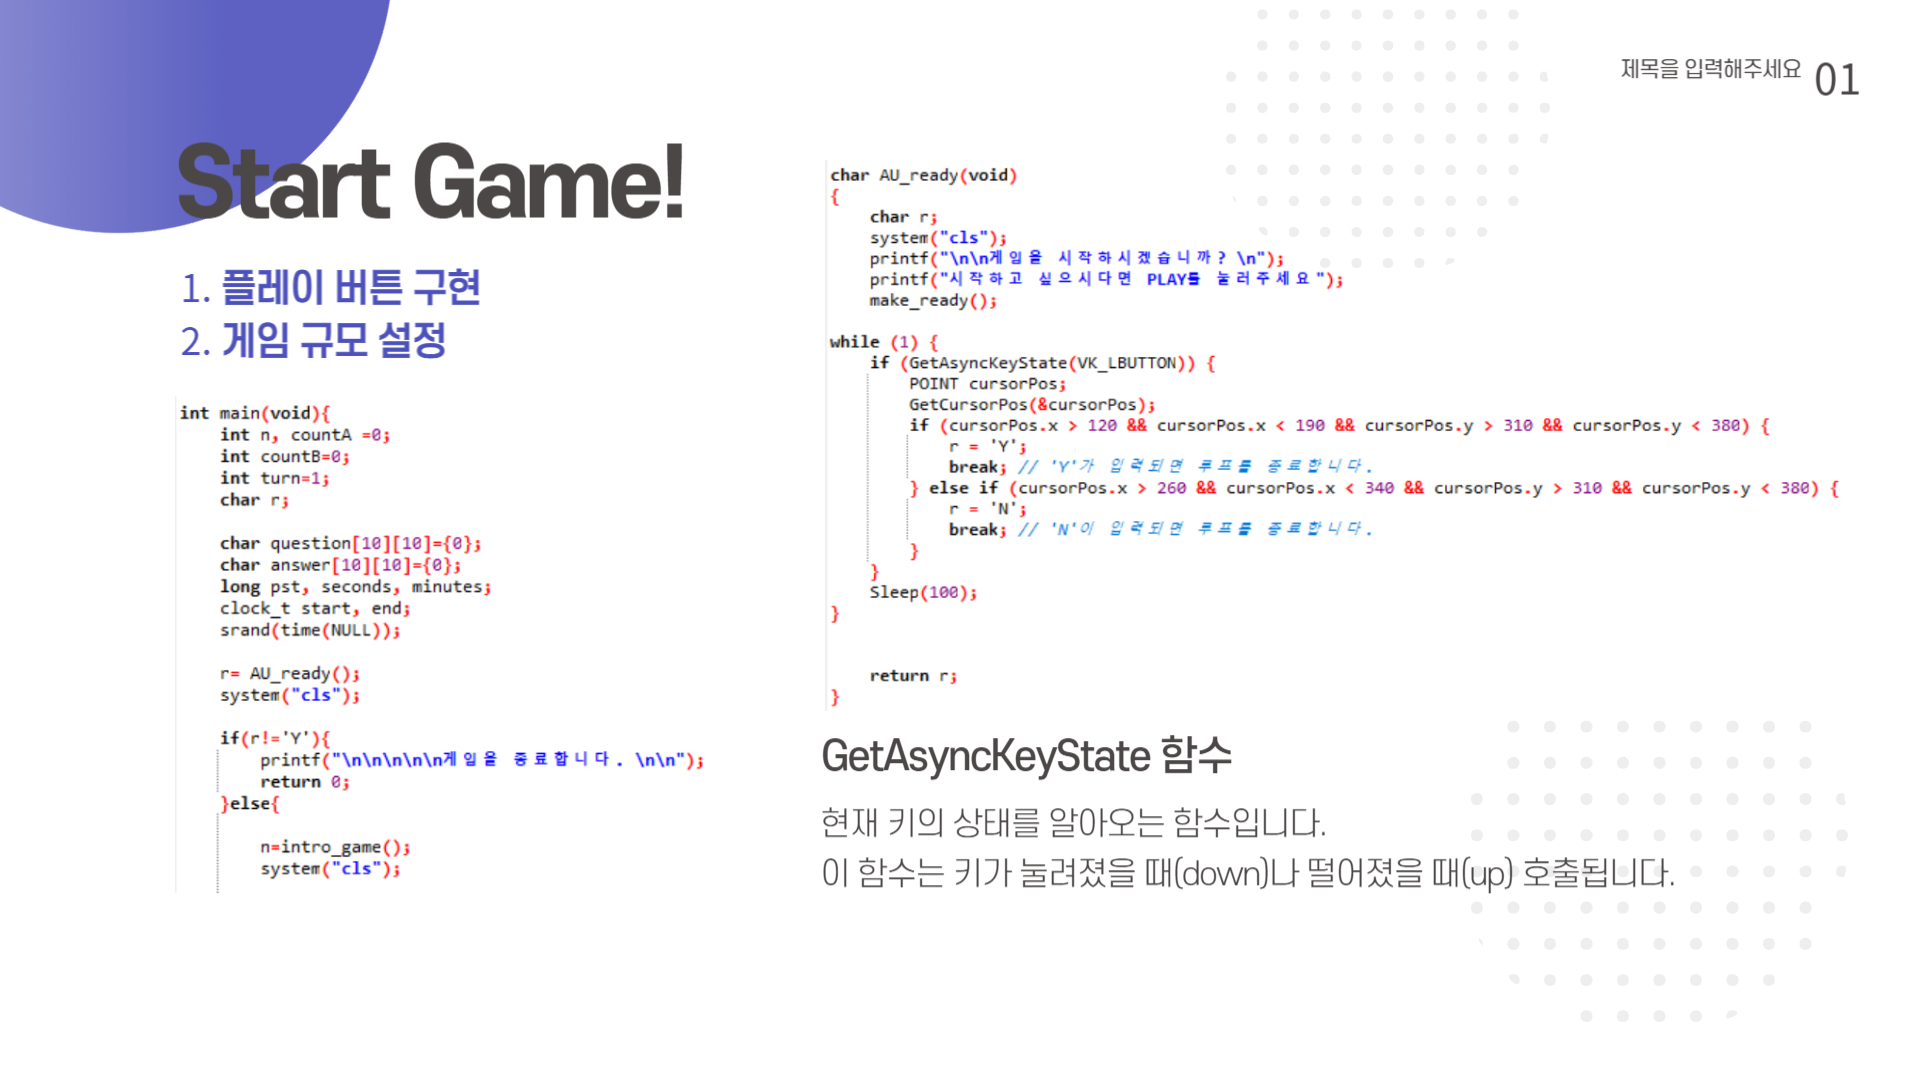 제목을 입력해주세요 01
Start Game!
1. 플레이 버튼 구현
2. 게임 규모 설정
int main(void){
    int n, countA =0;
    int countB=0;
    int turn=1;
    char r;

    char question[10][10]={0};
    char answer[10][10]={0};
    long pst, seconds, minutes;
    clock_t start, end;
    srand(time(NULL));

    r= AU_ready();
    system("cls");

    if(r!='Y'){
        printf("\n\n\n\n\n게임을 종료합니다. \n\n");
        return 0;
    }else{

        n=intro_game();
        system("cls");
char AU_ready(void)
{
    char r;
    system("cls");
    printf("\n\n게임을 시작하시겠습니까? \n");
    printf("시작하고 싶으시다면 PLAY를 눌러주세요");
    make_ready();

while (1) {
    if (GetAsyncKeyState(VK_LBUTTON)) {
        POINT cursorPos;
        GetCursorPos(&cursorPos);
        if (cursorPos.x > 120 && cursorPos.x < 190 && cursorPos.y > 310 && cursorPos.y < 380) {
            r = 'Y';
            break; // 'Y'가 입력되면 루프를 종료합니다.
        } else if (cursorPos.x > 260 && cursorPos.x < 340 && cursorPos.y > 310 && cursorPos.y < 380) {
            r = 'N';
            break; // 'N'이 입력되면 루프를 종료합니다.
        }
    }
    Sleep(100);
}

    return r;
}
GetAsyncKeyState 함수
현재 키의 상태를 알아오는 함수입니다.
이 함수는 키가 눌려졌을 때(down)나 떨어졌을 때(up) 호출됩니다.